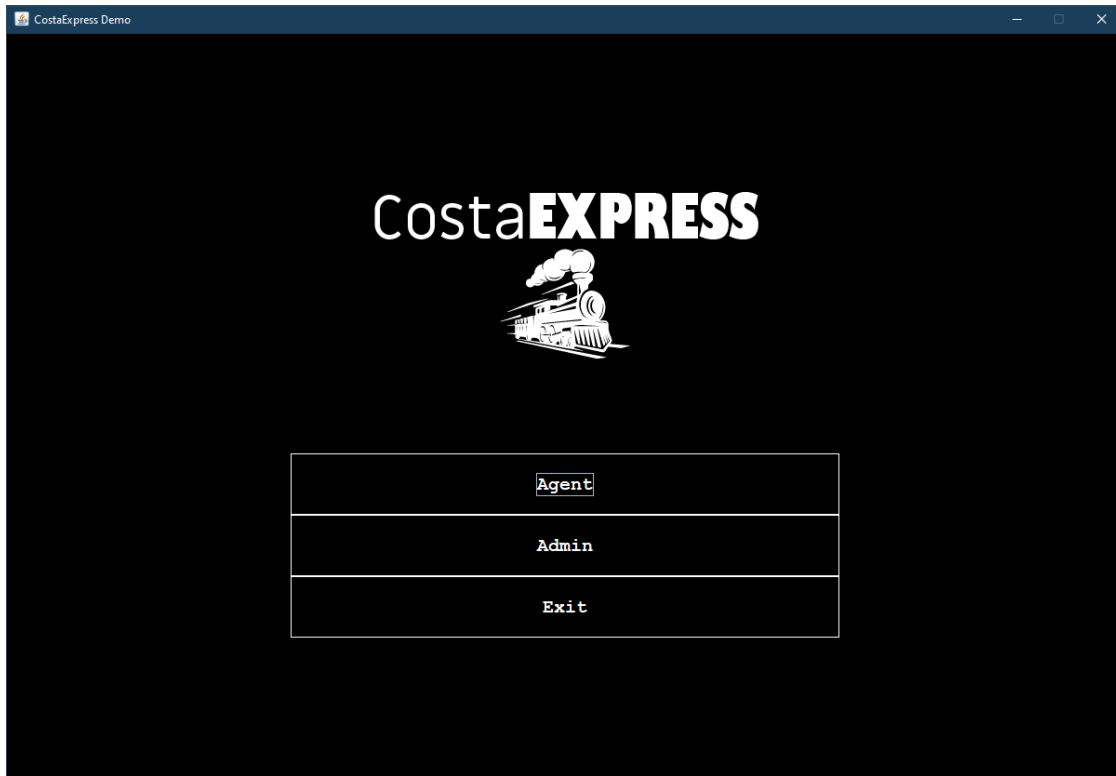 CostaExpress Demo
CostaEXPRESS
Agent
Admin
Exit